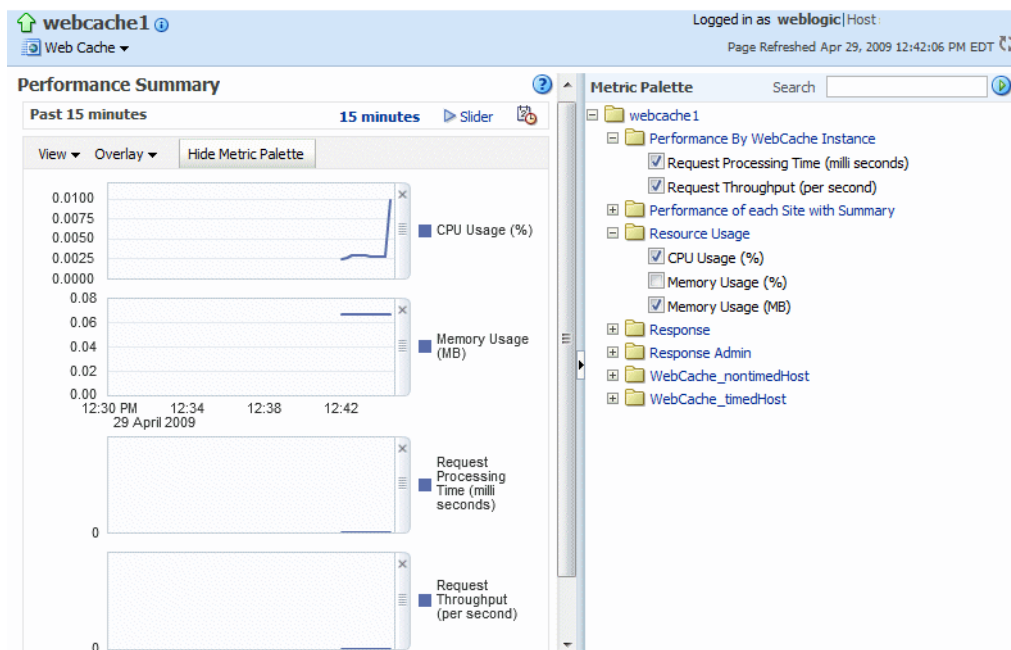 webcache1
Logged in as weblogic|Host
Web Cache
Page Refreshed Apr 29, 2009 12:42:06 PM EDT
Performance Summary
Past 15 minutes
15 minutes
Slider
View
Overlay
Hide Metric Palette
0.0100
0.0075
0.0050
0.0025
0.0000
CPU Usage (%)
0.08
0.06
0.04
0.02
0.00
Memory Usage
(MB)
12:30 PM
12:34
12:38
12:42
29 April 2009
Request
Processing
Time (milli
seconds)
0
Request
Throughput
(per second)
0
Metric Palette
Search
webcache1
Performance By WebCache Instance
Request Processing Time (milli seconds)
Request Throughput (per second)
Performance of each Site with Summary
Resource Usage
CPU Usage (%)
Memory Usage (%)
Memory Usage (MB)
Response
Response Admin
WebCache_nontimedHost
WebCache_timedHost